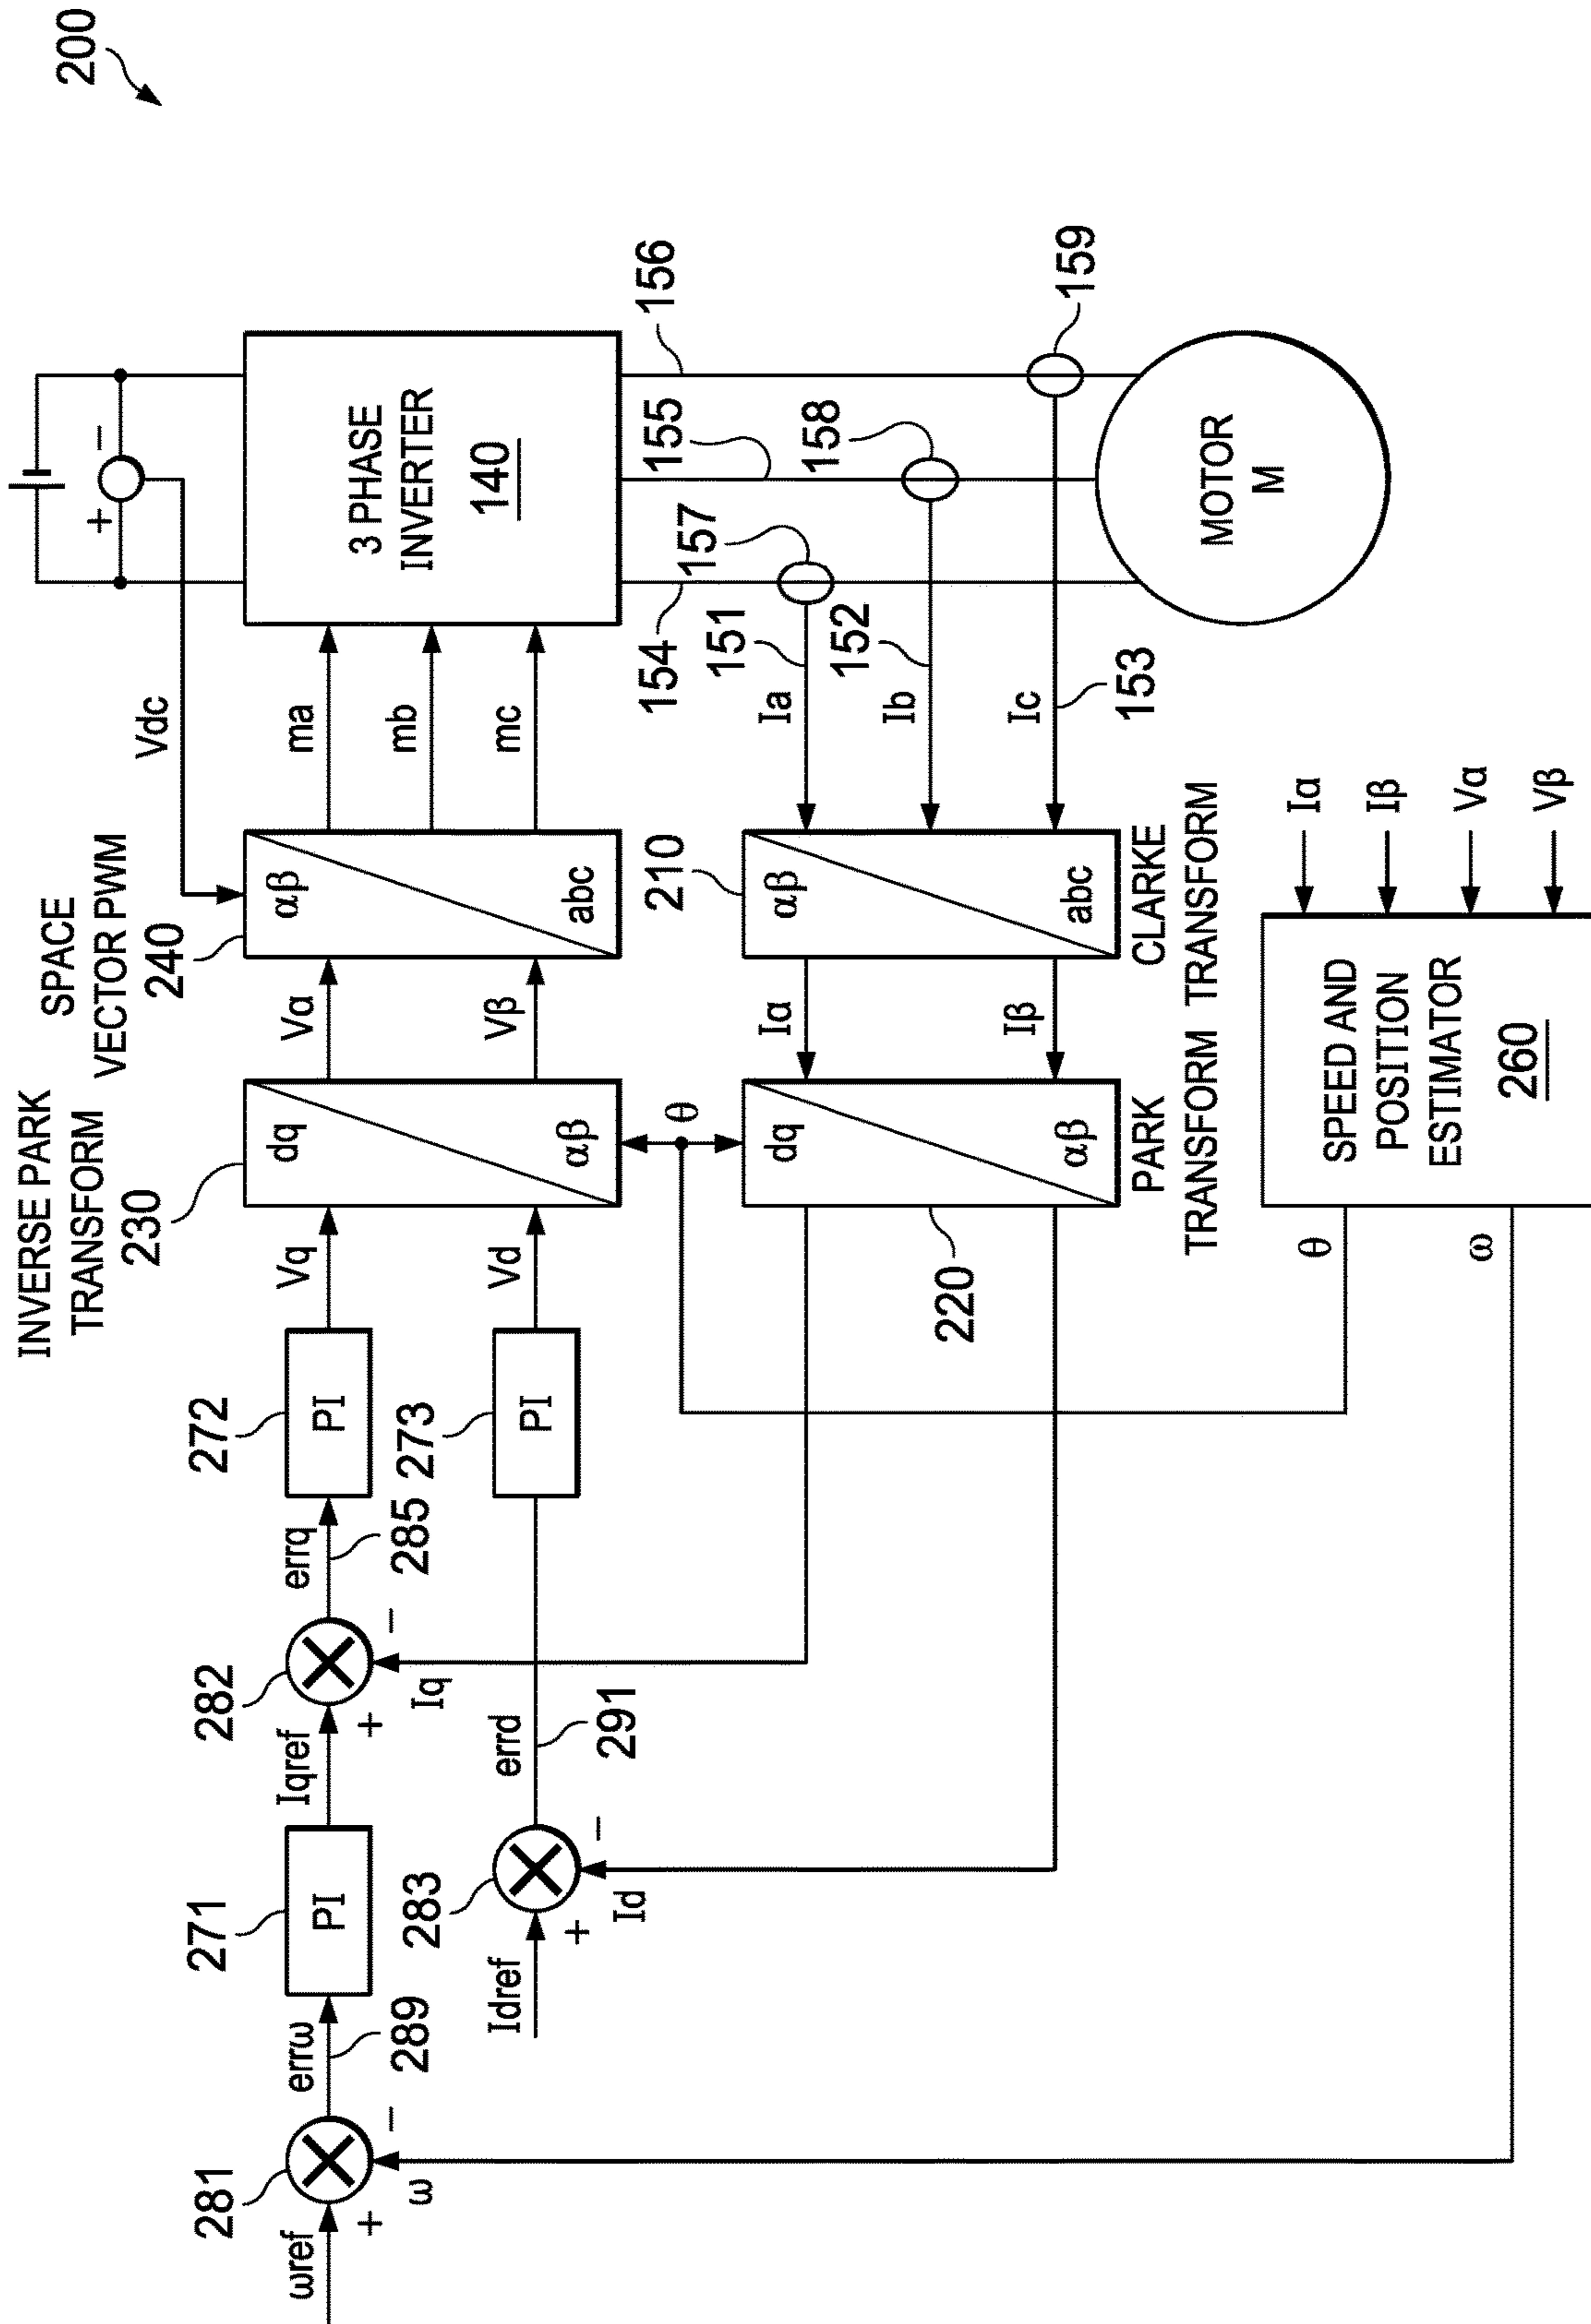 200
INVERSE PARK
TRANSFORM
230
SPACE
VECTOR PWM
240
Vdc
+
−
ωref
+
281
−
ω
errω
289
271
PI
Iqref
+
282
−
Iq
errq
285
272
PI
Vq
dq
αβ
Vα
Vβ
αβ
abc
ma
mb
mc
3 PHASE
INVERTER
140
Idref
+
283
−
Id
errd
291
273
PI
Vd
θ
dq
αβ
220
PARK
TRANSFORM
Iα
Iβ
210
αβ
abc
CLARKE
TRANSFORM
Ia
151
Ib
152
Ic
153
154
155
156
157
158
159
MOTOR
M
θ
ω
SPEED AND
POSITION
ESTIMATOR
260
Iα
Iβ
Vα
Vβ